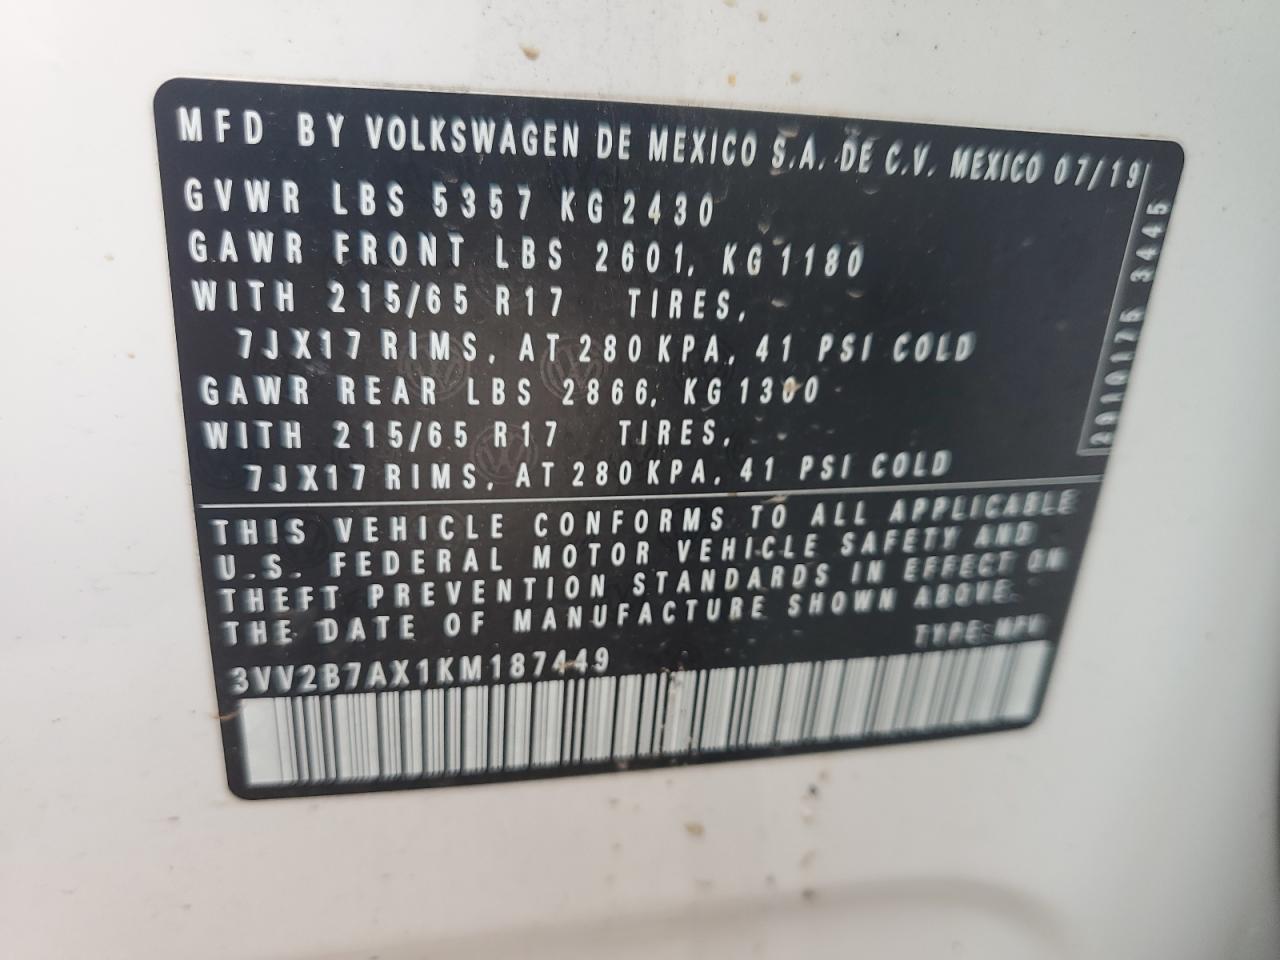 MFD BY VOLKSWAGEN DE MEXICO S.A. DE C.V. MEXICO 07/19
GVWR LBS 5357 KG 2430
GAWR FRONT LBS 2601, KG 1180
WITH 215/65 R17 TIRES,
7JX17 RIMS, AT 280 KPA, 41 PSI COLD
GAWR REAR LBS 2866, KG 1300
WITH 215/65 R17 TIRES,
7JX17 RIMS, AT 280 KPA, 41 PSI COLD
THIS VEHICLE CONFORMS TO ALL APPLICABLE
U.S. FEDERAL MOTOR VEHICLE SAFETY AND
THEFT PREVENTION STANDARDS IN EFFECT ON
THE DATE OF MANUFACTURE SHOWN ABOVE.
TYPE: MPV
3VV2B7AX1KM187449
3445